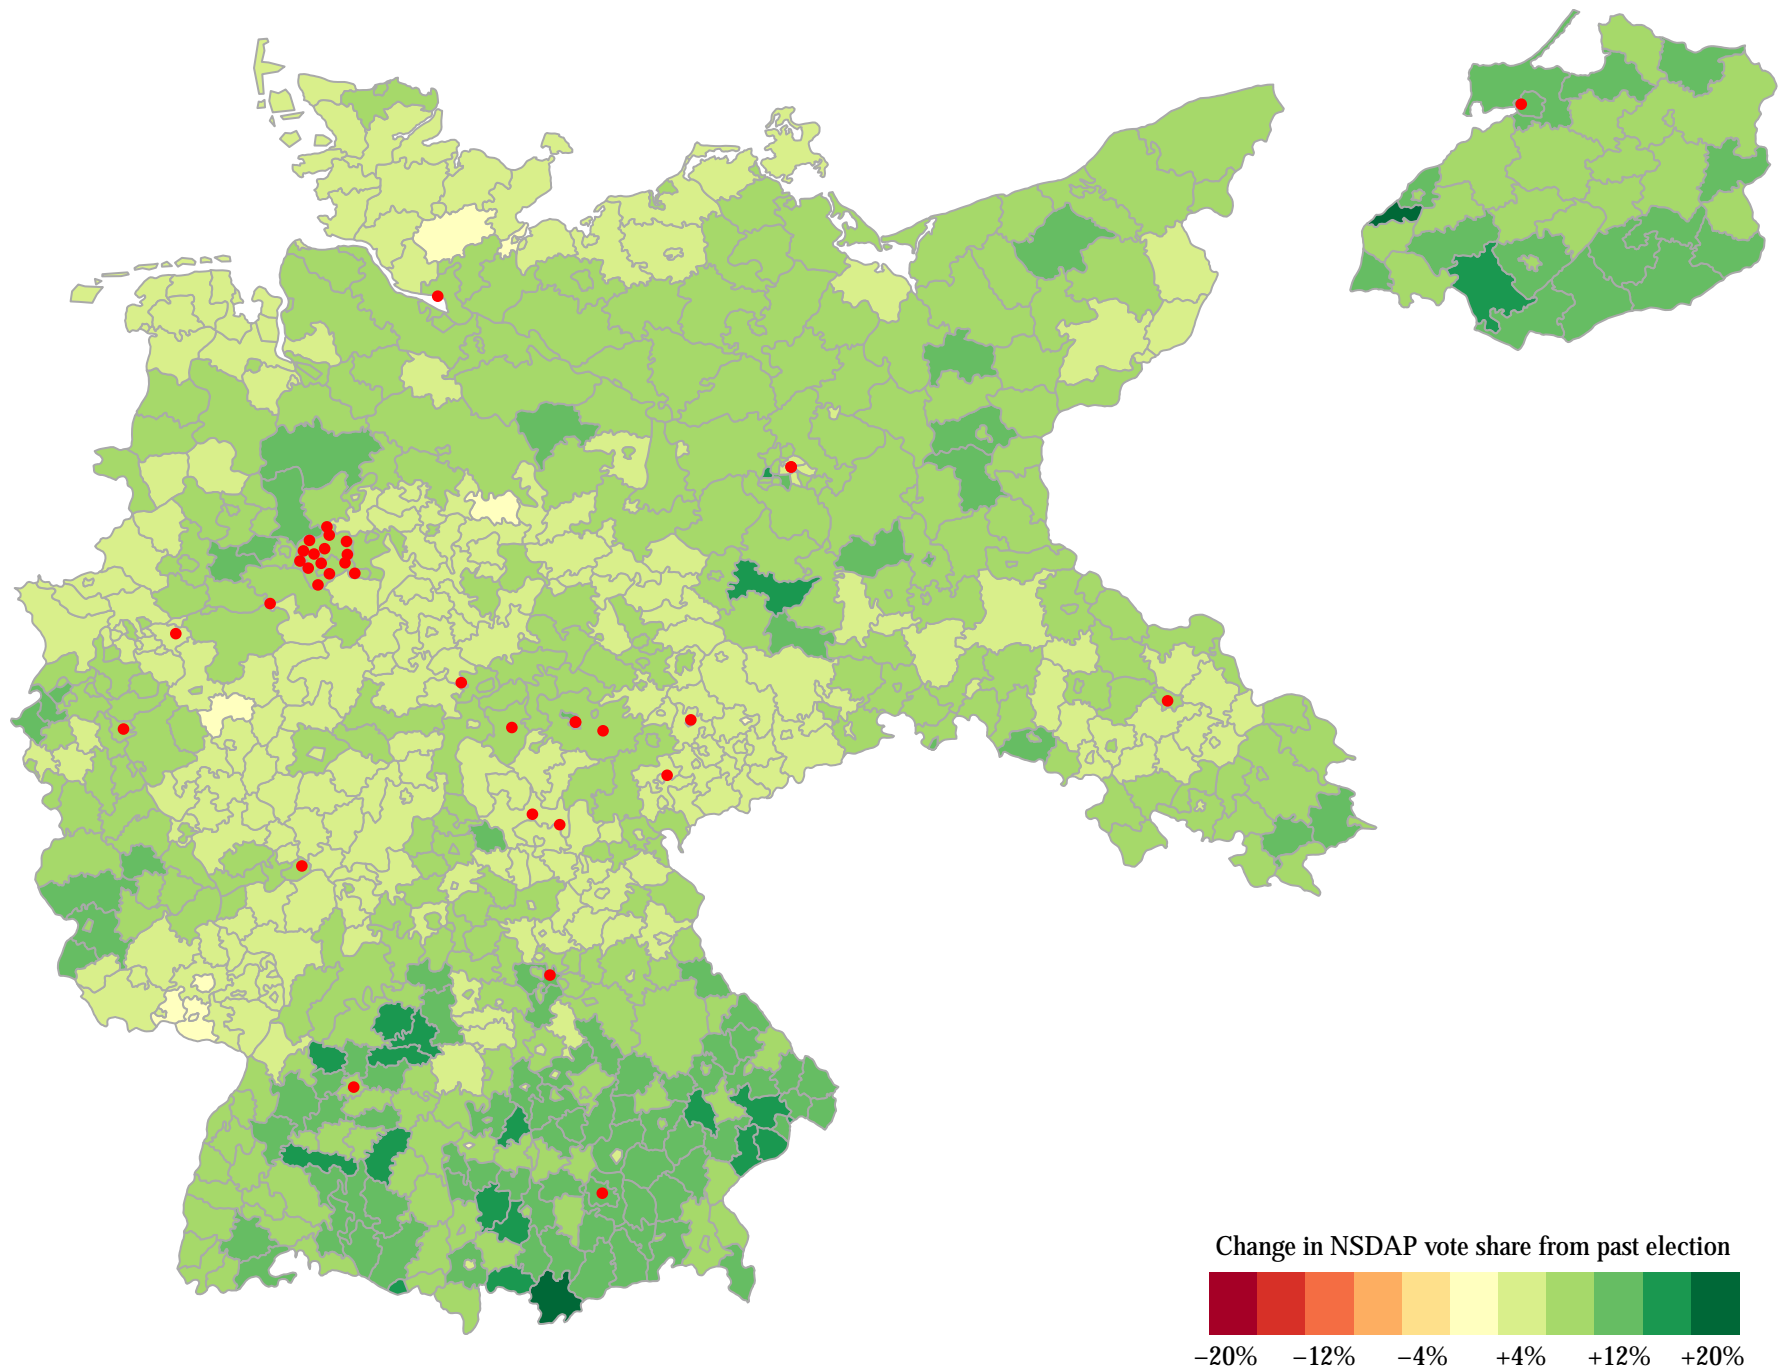 Change in NSDAP vote share from past election
−20% −12% −4% +4% +12% +20%